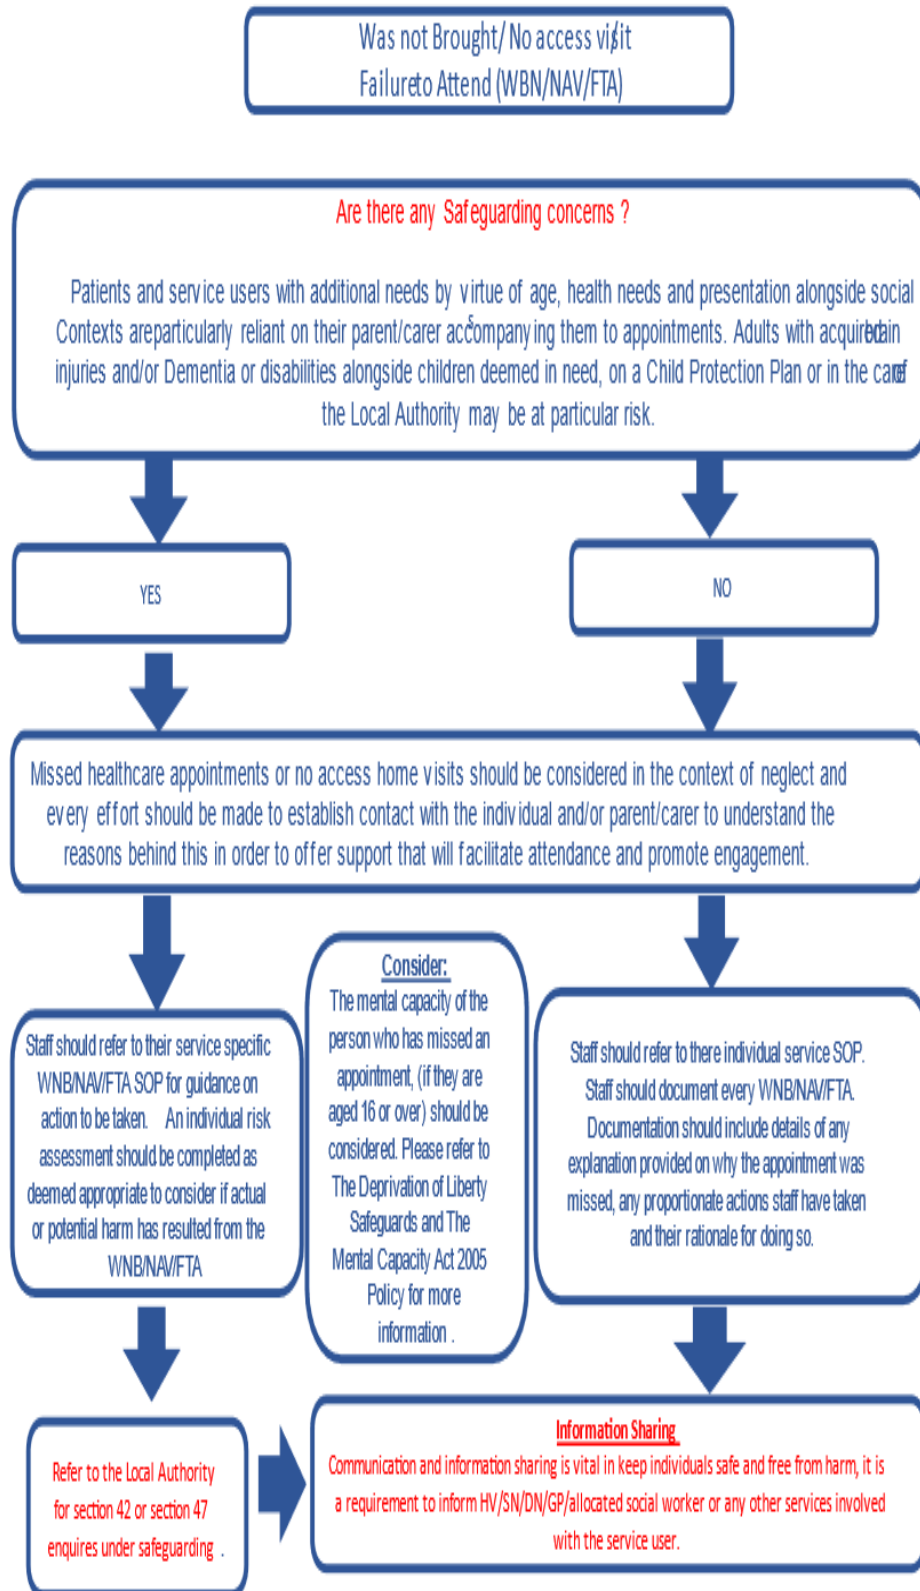 Was not Brought/ No access visit
Failureto Attend (WBN/NAV/FTA)
Are there any Safeguarding concerns ?
Patients and service users with additional needs by virtue of age, health needs and presentation alongside social
Contexts areparticularly reliant on their parent/carer accompanying them to appointments. Adults with acquired brain
injuries and/or Dementia or disabilities alongside children deemed in need, on a Child Protection Plan or in the care of
the Local Authority may be at particular risk.
YES
NO
Missed healthcare appointments or no access home visits should be considered in the context of neglect and
every effort should be made to establish contact with the individual and/or parent/carer to understand the
reasons behind this in order to offer support that will facilitate attendance and promote engagement.
Staff should refer to their service specific
WNB/NAV/FTA SOP for guidance on
action to be taken. An individual risk
assessment should be completed as
deemed appropriate to consider if actual
or potential harm has resulted from the
WNB/NAV/FTA
Consider:
The mental capacity of the
person who has missed an
appointment, (if they are
aged 16 or over) should be
considered. Please refer to
The Deprivation of Liberty
Safeguards and The
Mental Capacity Act 2005
Policy for more
information .
Staff should refer to there individual service SOP.
Staff should document every WNB/NAV/FTA.
Documentation should include details of any
explanation provided on why the appointment was
missed, any proportionate actions staff have taken
and their rationale for doing so.
Refer to the Local Authority
for section 42 or section 47
enquires under safeguarding .
Information Sharing
Communication and information sharing is vital in keep individuals safe and free from harm, it is
a requirement to inform HV/SN/DN/GP/allocated social worker or any other services involved
with the service user.